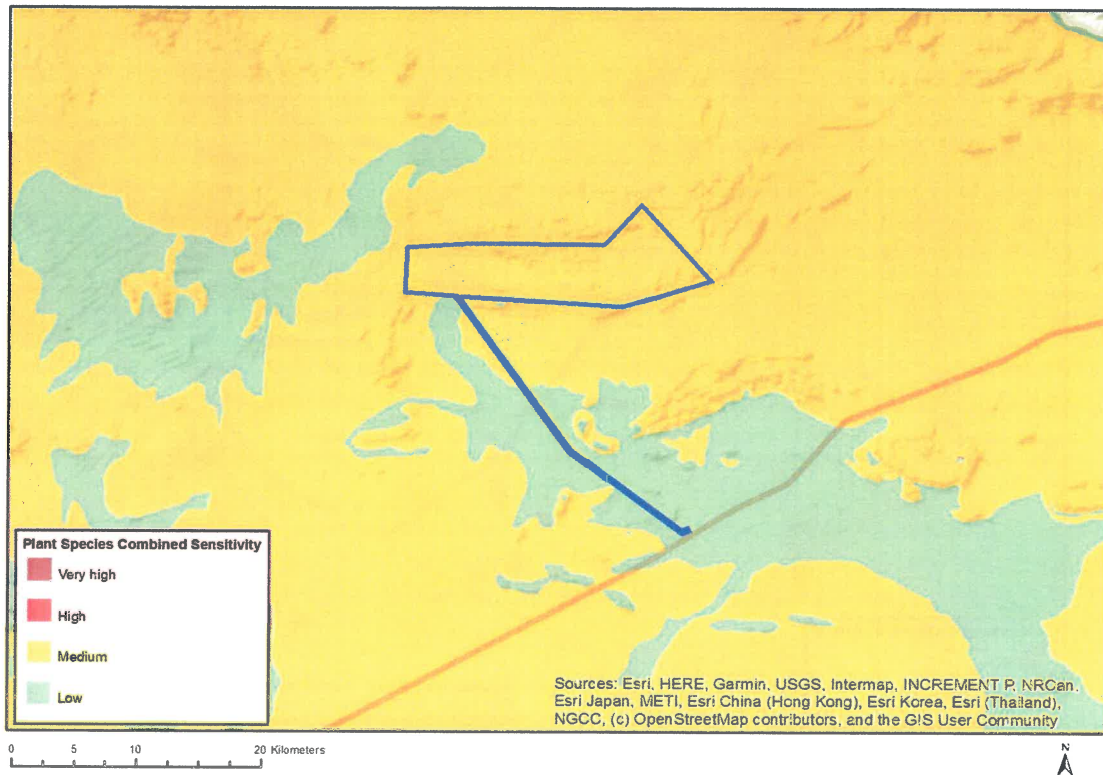 Plant Species Combined Sensitivity
Very high
High
Medium
Low
Sources: Esri, HERE, Garmin, USGS, Intermap, INCREMENT P, NRCan,
Esri Japan, METI, Esri China (Hong Kong), Esri Korea, Esri (Thailand),
NGCC, (c) OpenStreetMap contributors, and the GIS User Community
0 5 10 20 Kilometers
N